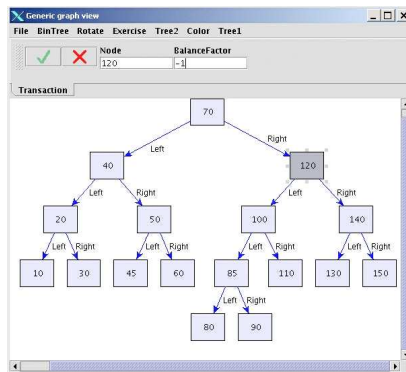 Generic graph view
File BinTree Rotate Exercise Tree2 Color Tree1
Node BalanceFactor
120 -1
Transaction
70
Left Right
40 120
Left Right Left Right
20 50 100 140
Left Right Left Right Left Right Left Right
10 30 45 60 85 110 130 150
Left Right
80 90